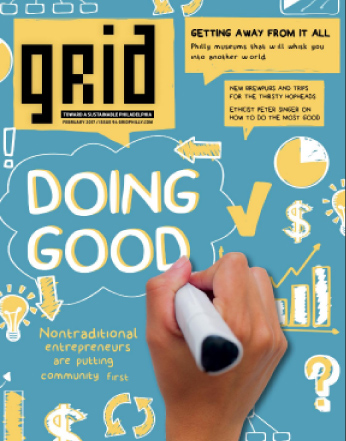 grid
TOWARD A SUSTAINABLE PHILADELPHIA
FEBRUARY 2017 / ISSUE 94 GRIDPHILLY.COM
GETTING AWAY FROM IT ALL
Philly museums that will whisk you
into another world
NEW BREWPUBS AND TRIPS
FOR THE THIRSTY HOPHEADS
ETHICIST PETER SINGER ON
HOW TO DO THE MOST GOOD
DOING
GOOD
Nontraditional
entrepreneurs
are putting
community first
!
$
?
$